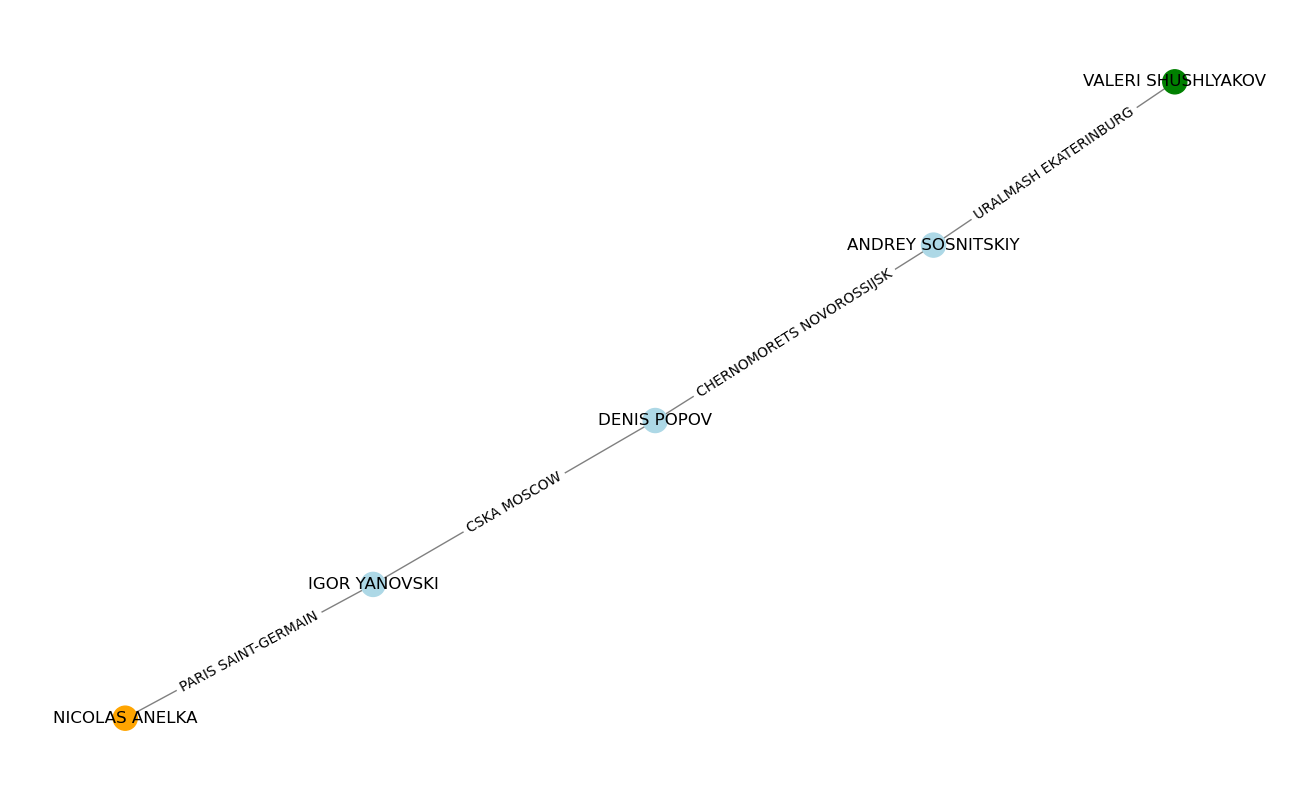 VALERI SHUSHLYAKOV
URALMASH EKATERINBURG
ANDREY SOSNITSKIY
CHERNOMORETS NOVOROSSIJSK
DENIS POPOV
CSKA MOSCOW
IGOR YANOVSKI
PARIS SAINT-GERMAIN
NICOLAS ANELKA